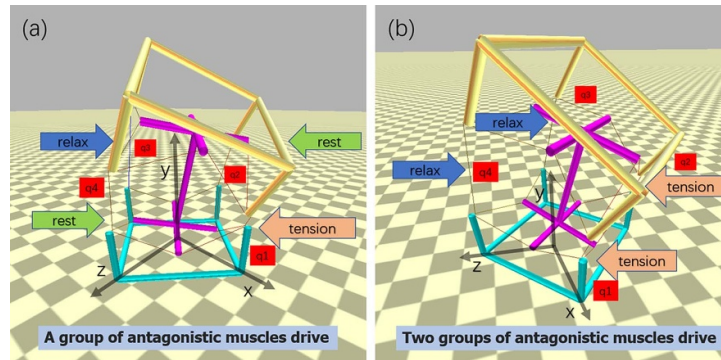 (a)
relax
q3
rest
q4
q2
y
rest
tension
q1
z
x
A group of antagonistic muscles drive
(b)
q3
relax
relax
q4
q2
y
tension
tension
z
q1
x
Two groups of antagonistic muscles drive